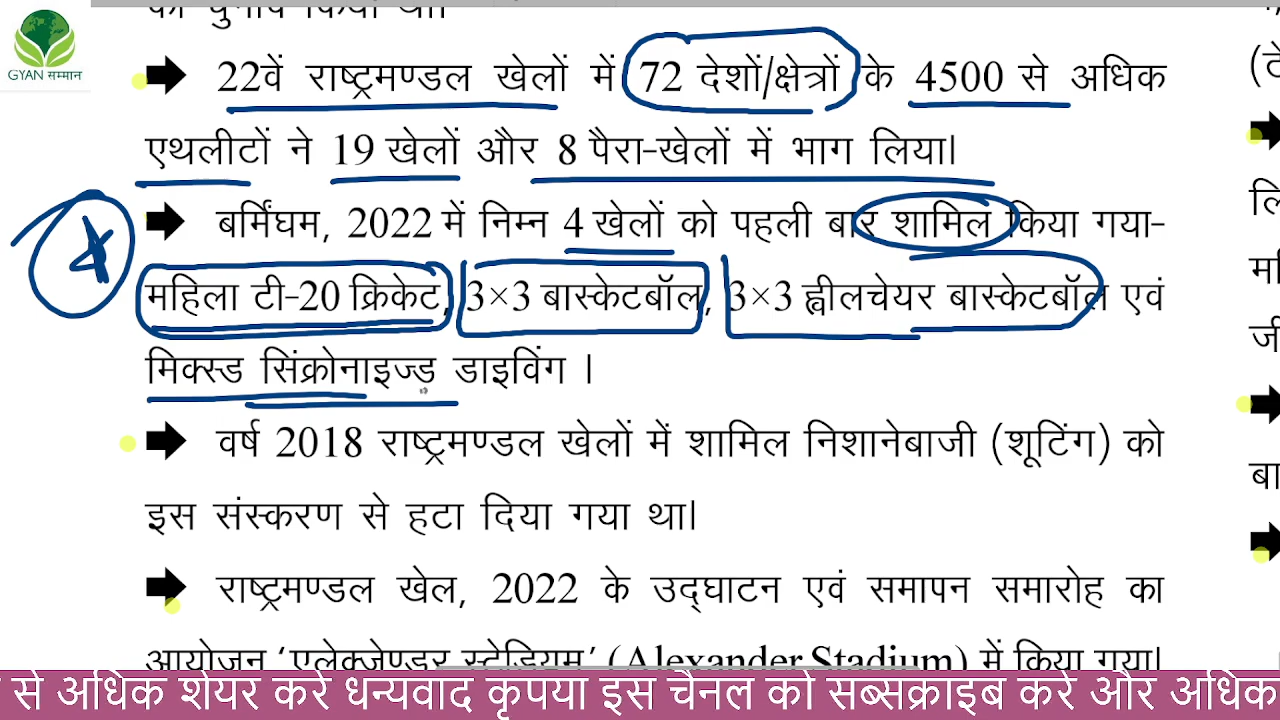 GYAN सम्मान
का चुनाव किया था।
22वें राष्ट्रमण्डल खेलों में 72 देशों/क्षेत्रों के 4500 से अधिक
एथलीटों ने 19 खेलों और 8 पैरा-खेलों में भाग लिया।
बर्मिंघम, 2022 में निम्न 4 खेलों को पहली बार शामिल किया गया-
महिला टी-20 क्रिकेट, 3×3 बास्केटबॉल, 3×3 ह्वीलचेयर बास्केटबॉल एवं
मिक्स्ड सिंक्रोनाइज्ड डाइविंग ।
वर्ष 2018 राष्ट्रमण्डल खेलों में शामिल निशानेबाजी (शूटिंग) को
इस संस्करण से हटा दिया गया था।
राष्ट्रमण्डल खेल, 2022 के उद्घाटन एवं समापन समारोह का
आयोजन ‘एलेक्जेण्डर स्टेडियम’ (Alexander Stadium) में किया गया।
से अधिक शेयर करें धन्यवाद कृपया इस चैनल को सब्सक्राइब करें और अधिक